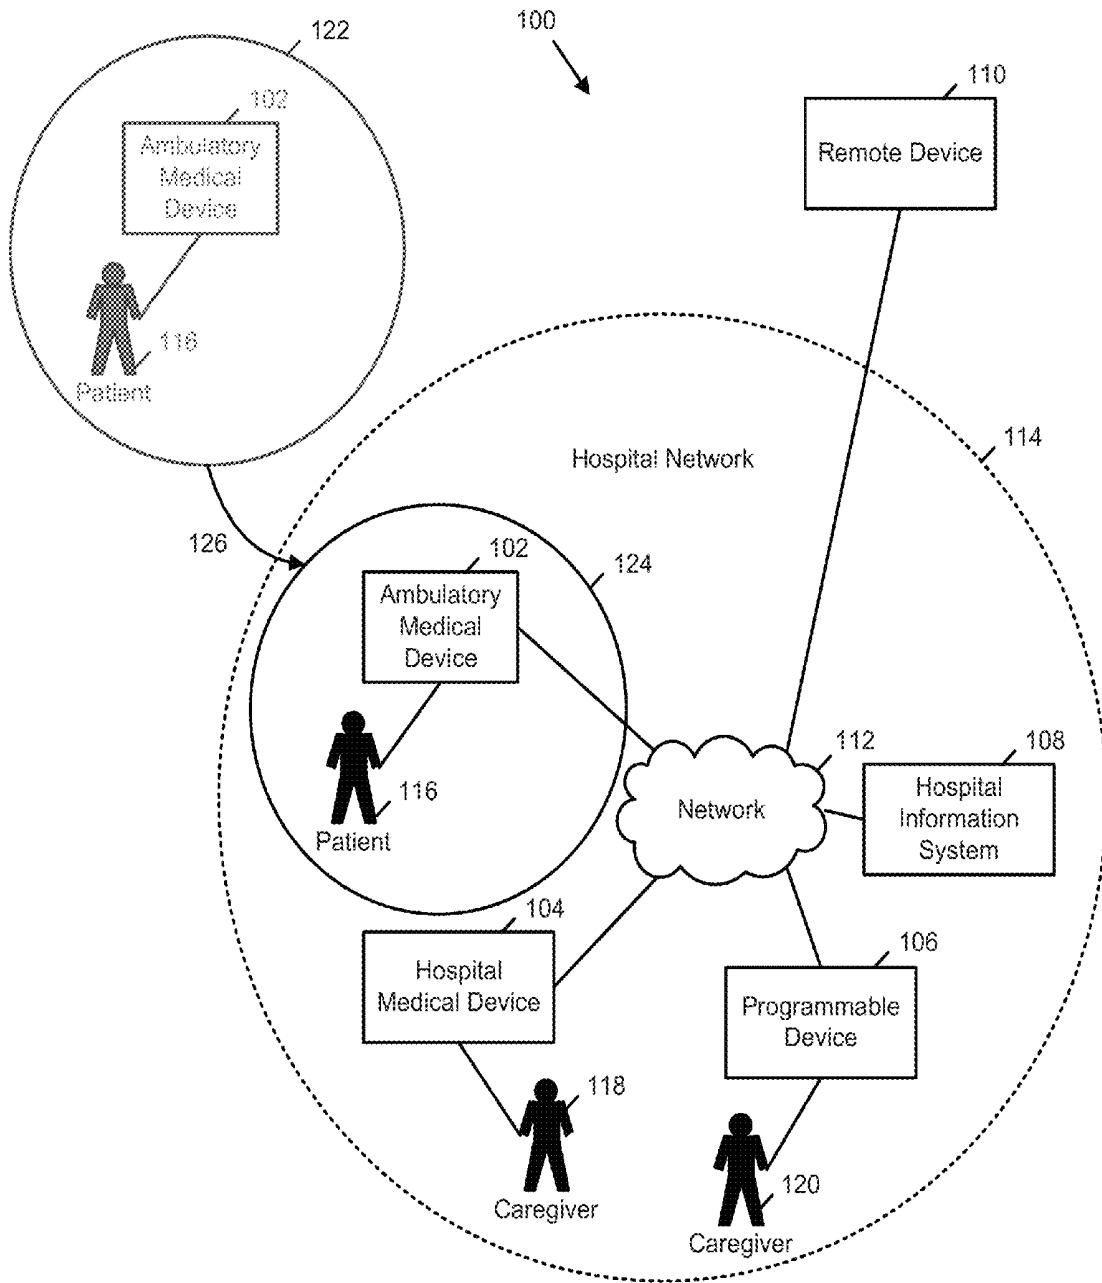 100
122
102
Ambulatory
Medical
Device
116
Patient
110
Remote Device
114
Hospital Network
126
102
124
Ambulatory
Medical
Device
116
Patient
112
Network
108
Hospital
Information
System
104
Hospital
Medical Device
106
Programmable
Device
118
Caregiver
120
Caregiver